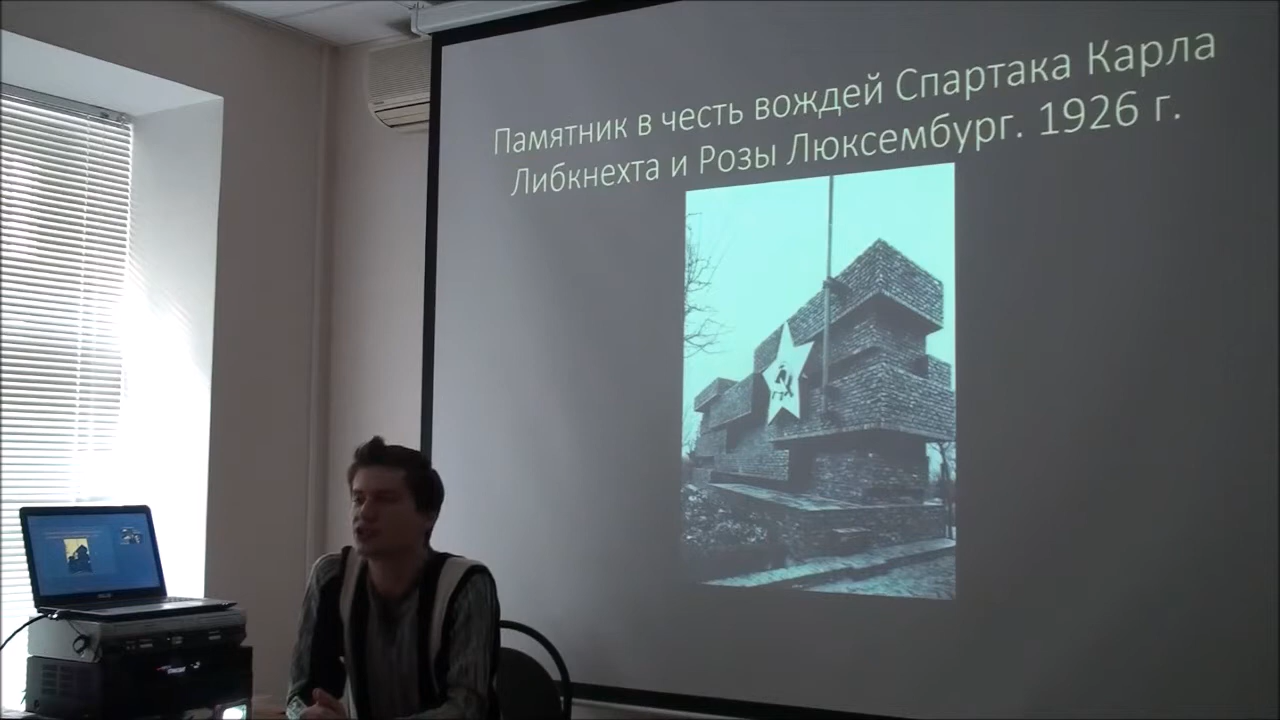 Памятник в честь вождей Спартака Карла
Либкнехта и Розы Люксембург. 1926 г.